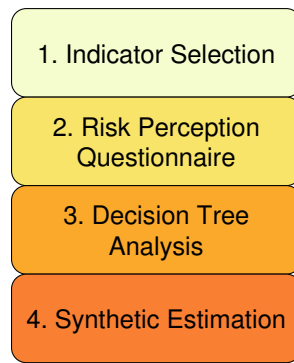 1. Indicator Selection
2. Risk Perception
Questionnaire
3. Decision Tree
Analysis
4. Synthetic Estimation